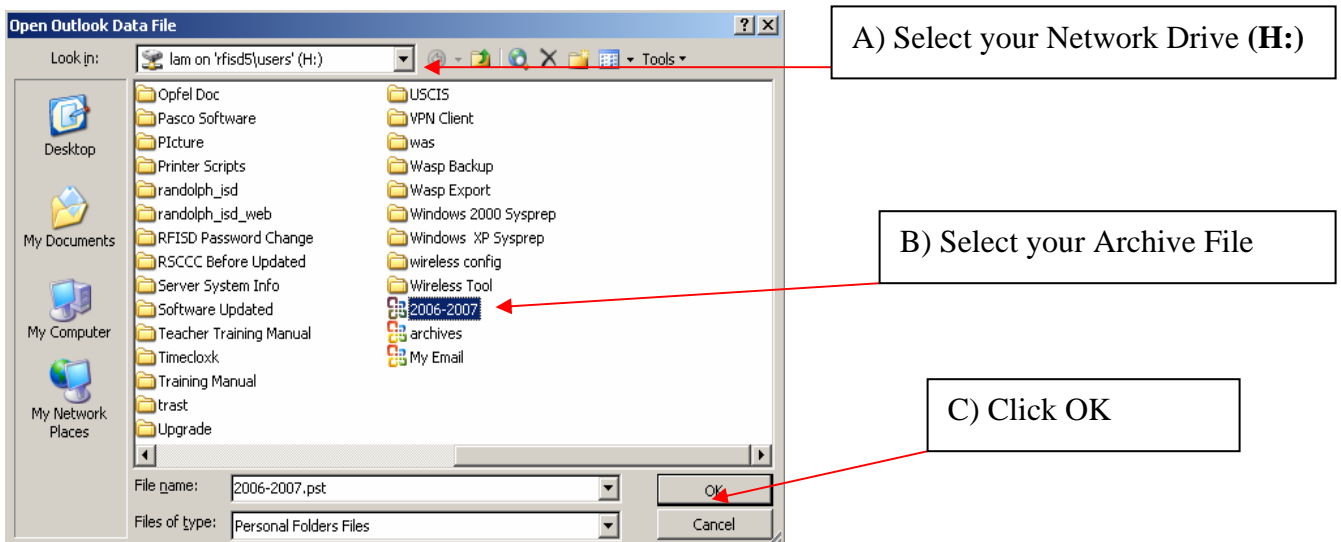 Open Outlook Data File
A) Select your Network Drive (H:)
Look in:
lam on 'rfisd5\users' (H:)
Tools
Desktop
My Documents
My Computer
My Network
Places
Opfel Doc
Pasco Software
PIcture
Printer Scripts
randolph_isd
randolph_isd_web
RFISD Password Change
RSCCC Before Updated
Server System Info
Software Updated
Teacher Training Manual
Timecloxk
Training Manual
trast
Upgrade
USCIS
VPN Client
was
Wasp Backup
Wasp Export
Windows 2000 Sysprep
Windows XP Sysprep
wireless config
Wireless Tool
2006-2007
archives
My Email
B) Select your Archive File
C) Click OK
File name:
2006-2007.pst
OK
Files of type:
Personal Folders Files
Cancel